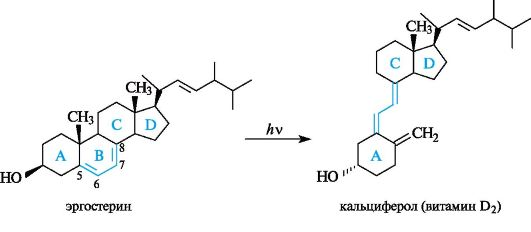 CH₃
CH₃
C
D
A
B
8
7
5
6
HO
эргостерин
hν
CH₃
C
D
CH₂
A
HO
кальциферол (витамин D₂)